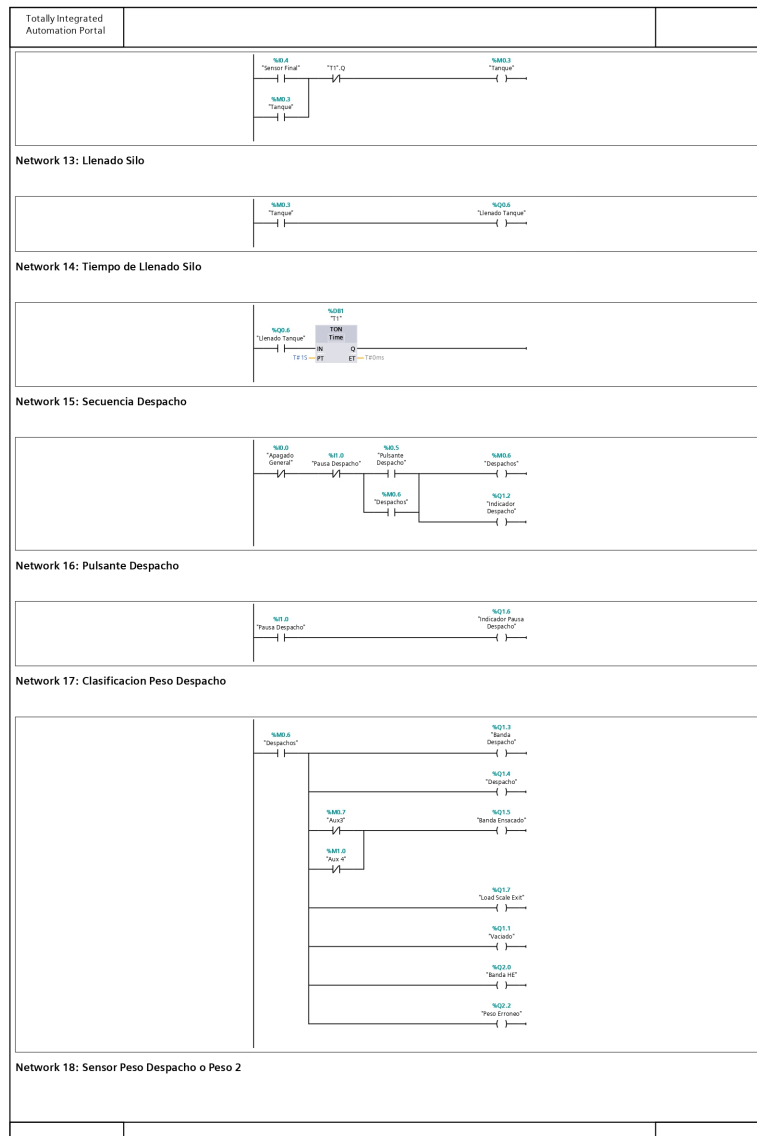 Totally Integrated
Automation Portal
%I0.4
"Sensor Final"
"T1".Q
%M0.3
"Tanque"
%M0.3
"Tanque"
Network 13: Llenado Silo
%M0.3
"Tanque"
%Q0.6
"Llenado Tanque"
Network 14: Tiempo de Llenado Silo
%DB1
"T1"
%Q0.6
"Llenado Tanque"
TON
Time
IN
Q
T#1S
PT
ET
T#0ms
Network 15: Secuencia Despacho
%I0.0
"Apagado
General"
%I1.0
"Pausa Despacho"
%I0.5
"Pulsante
Despacho"
%M0.6
"Despachos"
%M0.6
"Despachos"
%Q1.2
"Indicador
Despacho"
Network 16: Pulsante Despacho
%I1.0
"Pausa Despacho"
%Q1.6
"Indicador Pausa
Despacho"
Network 17: Clasificacion Peso Despacho
%M0.6
"Despachos"
%Q1.3
"Banda
Despacho"
%Q1.4
"Despacho"
%M0.7
"Aux3"
%Q1.5
"Banda Ensacado"
%M1.0
"Aux 4"
%Q1.7
"Load Scale Exit"
%Q1.1
"Vaciado"
%Q2.0
"Banda HE"
%Q2.2
"Peso Erroneo"
Network 18: Sensor Peso Despacho o Peso 2